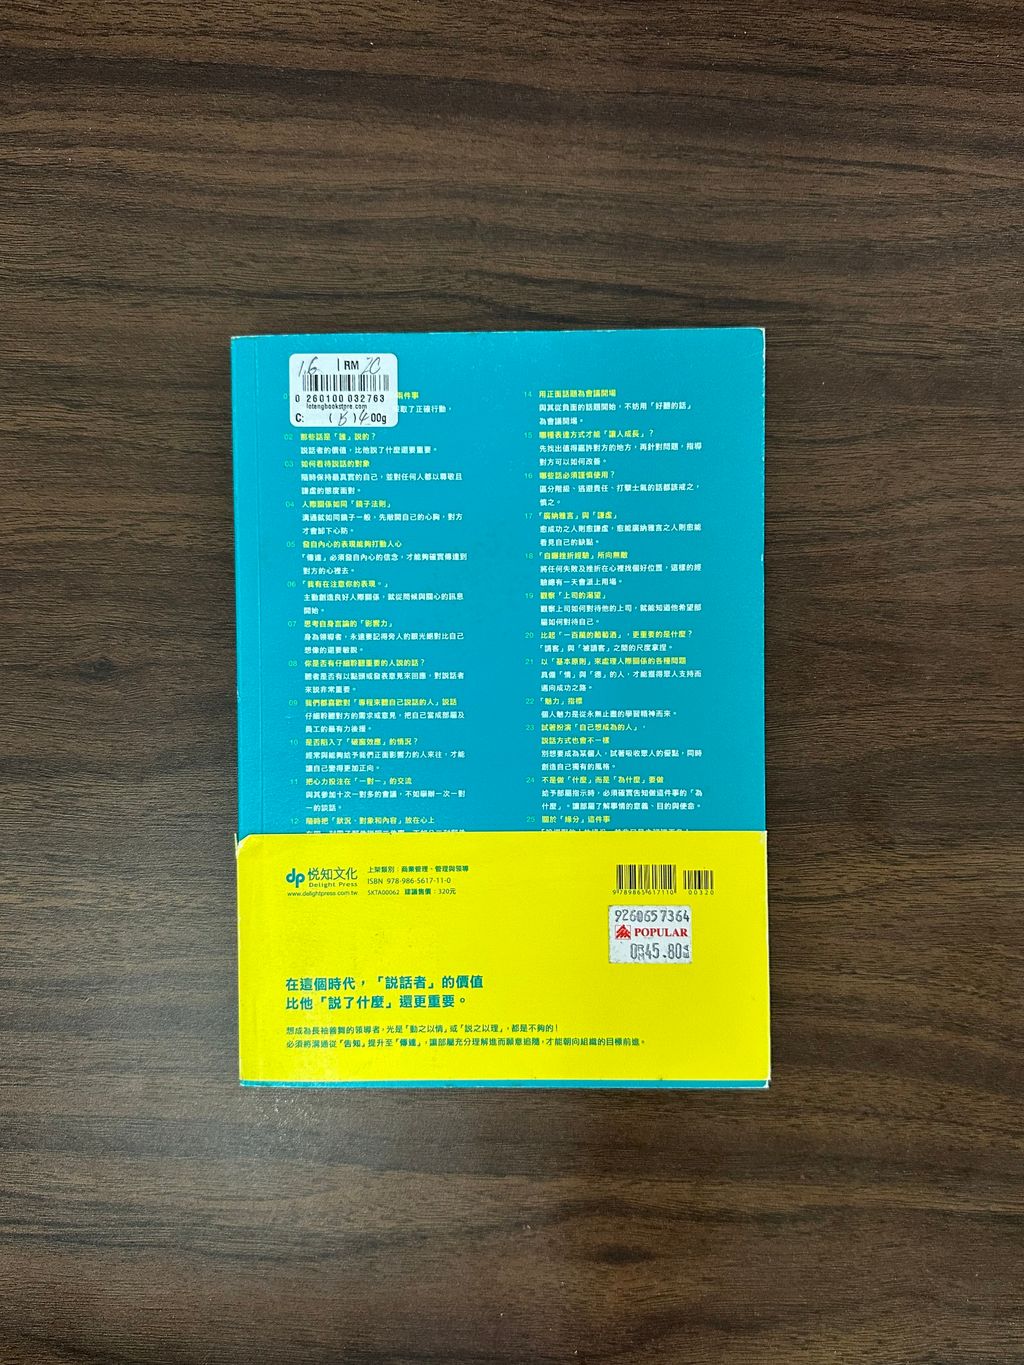 RM 20
0 260100 032763
lotengbookstore.com
C: (B) 400g
兩件事
取了正確行動，
02 那些話是「誰」說的？
說話者的價值，比他說了什麼還要重要。
03 如何看待說話的對象
隨時保持最真實的自己，並對任何人都以尊敬且
謙虛的態度面對。
04 人際關係如同「鏡子法則」
溝通就如同鏡子一般，先敞開自己的心胸，對方
才會卸下心防。
05 發自內心的表現能夠打動人心
「傳達」必須發自內心的信念，才能夠確實傳達到
對方的心裡去。
06 「我有在注意你的表現。」
主動創造良好人際關係，就從問候與關心的訊息
開始。
07 思考自身言論的「影響力」
身為領導者，永遠要記得旁人的眼光絕對比自己
想像的還要敏銳。
08 你是否有仔細聆聽重要的人說的話？
聽者是否有以點頭或發表意見來回應，對說話者
來說非常重要。
09 我們都喜歡對「專程來聽自己說話的人」說話
仔細聆聽對方的需求或意見，把自己當成部屬及
員工的最有力後援。
10 是否陷入了「破窗效應」的情況？
經常與能夠給予我們正面影響力的人來往，才能
讓自己變得更加正向。
11 把心力投注在「一對一」的交流
與其參加十次一對多的會議，不如舉辦一次一對
一的談話。
12 隨時把「狀況、對象和內容」放在心上
14 用正面話題為會議開場
與其從負面的話題開始，不妨用「好聽的話」
為會議開場。
15 哪種表達方式才能「讓人成長」？
先找出值得嘉許對方的地方，再針對問題，指導
對方可以如何改善。
16 哪些話必須謹慎使用？
區分階級、逃避責任、打擊士氣的話都該戒之，
慎之。
17 「廣納雅言」與「謙虛」
愈成功之人則愈謙虛，愈能廣納雅言之人則愈能
看見自己的缺點。
18 「自曝挫折經驗」所向無敵
將任何失敗及挫折在心裡找個好位置，這樣的經
驗總有一天會派上用場。
19 觀察「上司的渴望」
觀察上司如何對待他的上司，就能知道他希望部
屬如何對待自己。
20 比起「一百萬的葡萄酒」，更重要的是什麼？
「請客」與「被請客」之間的尺度拿捏。
21 以「基本原則」來處理人際關係的各種問題
具備「情」與「德」的人，才能獲得眾人支持而
邁向成功之路。
22 「魅力」指標
個人魅力是從永無止盡的學習精神而來。
23 試著扮演「自己想成為的人」，
說話方式也會不一樣
別想要成為某個人，試著吸收眾人的優點，同時
創造自己獨有的風格。
24 不是做「什麼」而是「為什麼」要做
給予部屬指示時，必須確實告知做這件事的「為
什麼」。讓部屬了解事情的意義、目的與使命。
25 關於「緣分」這件事
dp 悅知文化
Delight Press
www.delightpress.com.tw
上架類別：商業管理、管理與領導
ISBN 978-986-5617-11-0
SKTA00062 建議售價：320元
9 789865 617110
00320
9260657364
POPULAR
RM45.80
在這個時代，「說話者」的價值
比他「說了什麼」還更重要。
想成為長袖善舞的領導者，光是「動之以情」或「說之以理」，都是不夠的！
必須將溝通從「告知」提升至「傳達」，讓部屬充分理解進而願意追隨，才能朝向組織的目標前進。